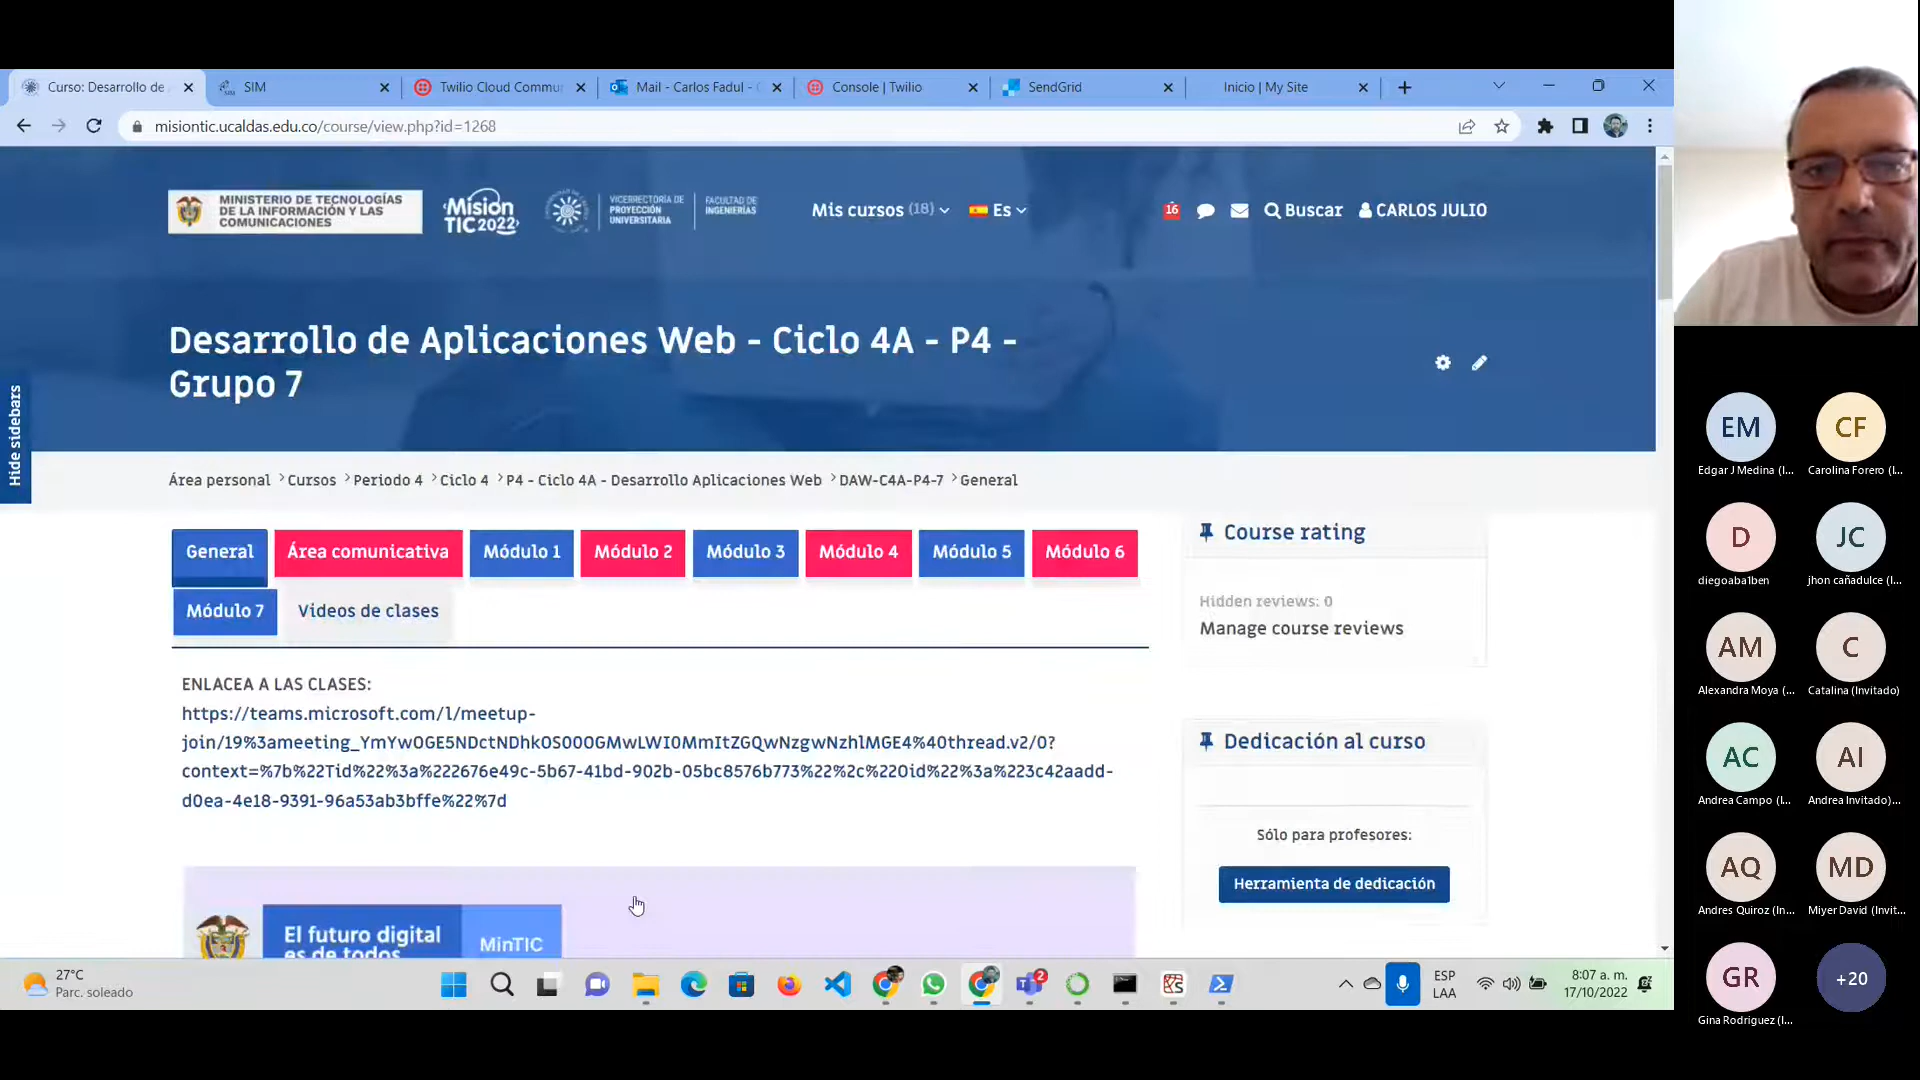 Curso: Desarrollo de
SIM
Twilio Cloud Commu
Mail - Carlos Fadul -
Console | Twilio
SendGrid
Inicio | My Site
misiontic.ucaldas.edu.co/course/view.php?id=1268
MINISTERIO DE TECNOLOGÍAS
DE LA INFORMACIÓN Y LAS
COMUNICACIONES
Misión
TIC2022
VICERRECTORÍA DE
PROYECCIÓN
UNIVERSITARIA
FACULTAD DE
INGENIERÍAS
Mis cursos (18)
Es
16
Buscar
CARLOS JULIO
Desarrollo de Aplicaciones Web - Ciclo 4A - P4 -
Grupo 7
Hide sidebars
Área personal
Cursos
Periodo 4
Ciclo 4
P4 - Ciclo 4A - Desarrollo Aplicaciones Web
DAW-C4A-P4-7
General
General
Área comunicativa
Módulo 1
Módulo 2
Módulo 3
Módulo 4
Módulo 5
Módulo 6
Módulo 7
Videos de clases
ENLACEA A LAS CLASES:
https://teams.microsoft.com/l/meetup-
join/19%3ameeting_YmYwOGE5NDctNDhkOS00OGMwLWI0MmItZGQwNzgwNzhlMGE4%40thread.v2/0?
context=%7b%22Tid%22%3a%222676e49c-5b67-41bd-902b-05bc8576b773%22%2c%22Oid%22%3a%223c42aadd-
d0ea-4e18-9391-96a53ab3bffe%22%7d
El futuro digital
es de todos
MinTIC
Course rating
Hidden reviews: 0
Manage course reviews
Dedicación al curso
Sólo para profesores:
Herramienta de dedicación
27°C
Parc. soleado
2
ESP
LAA
8:07 a. m.
17/10/2022
EM
Edgar J Medina (I...
CF
Carolina Forero (I...
D
diegoaba1ben
JC
jhon cañadulce (I...
AM
Alexandra Moya (...
C
Catalina (Invitado)
AC
Andrea Campo (I...
AI
Andrea Invitado)...
AQ
Andres Quiroz (In...
MD
Miyer David (Invit...
GR
Gina Rodriguez (I...
+20